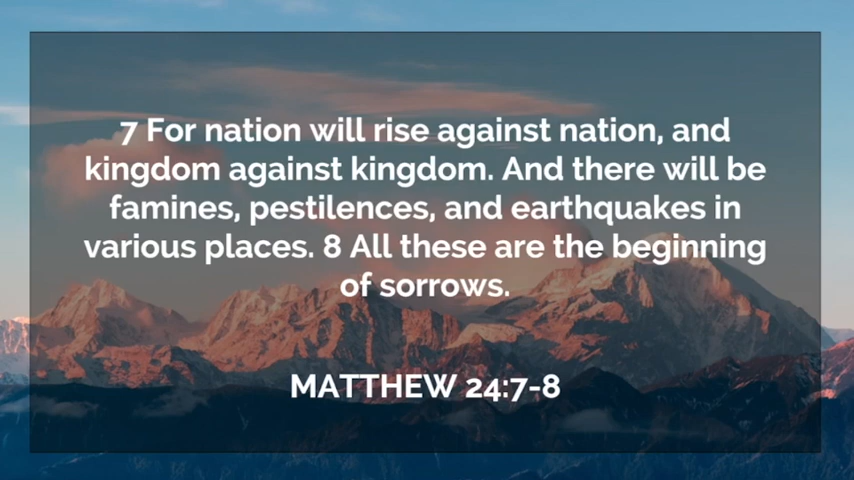 7 For nation will rise against nation, and
kingdom against kingdom. And there will be
famines, pestilences, and earthquakes in
various places. 8 All these are the beginning
of sorrows.
MATTHEW 24:7-8